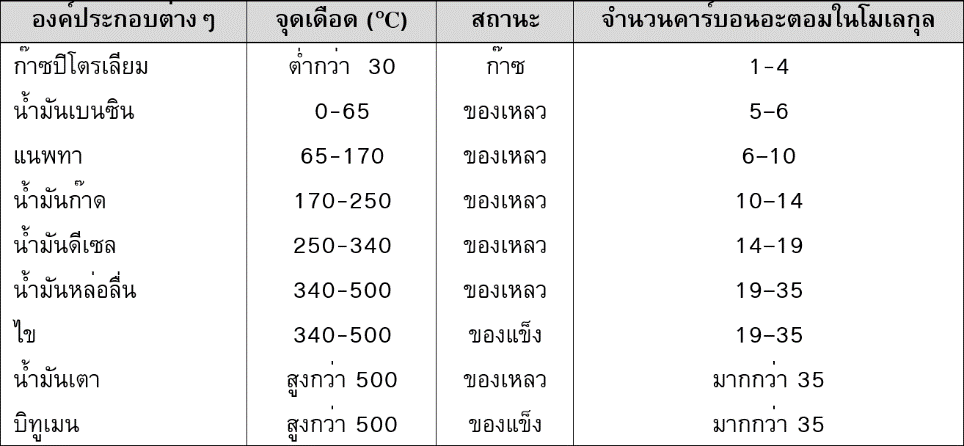 องค์ประกอบต่าง ๆ จุดเดือด (°C) สถานะ จำนวนคาร์บอนอะตอมในโมเลกุล
ก๊าซปิโตรเลียม ต่ำกว่า 30 ก๊าซ 1-4
น้ำมันเบนซิน 0-65 ของเหลว 5-6
แนพทา 65-170 ของเหลว 6–10
น้ำมันก๊าด 170-250 ของเหลว 10–14
น้ำมันดีเซล 250-340 ของเหลว 14–19
น้ำมันหล่อลื่น 340-500 ของเหลว 19–35
ไข 340-500 ของแข็ง 19–35
น้ำมันเตา สูงกว่า 500 ของเหลว มากกว่า 35
บิทูเมน สูงกว่า 500 ของแข็ง มากกว่า 35